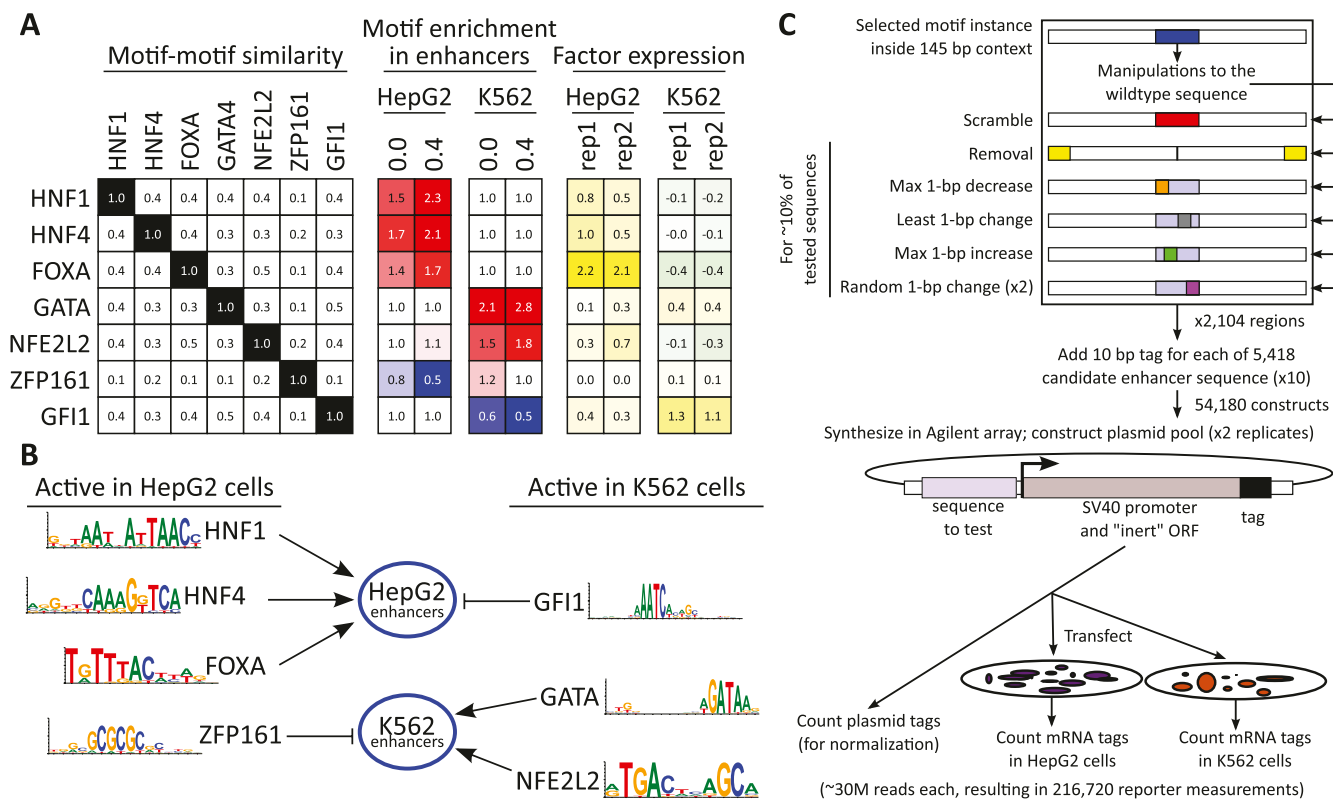 A
Motif-motif similarity
Motif enrichment
in enhancers
Factor expression
HepG2 K562 HepG2 K562
HNF1 HNF4 FOXA GATA4 NFE2L2 ZFP161 GFI1 0.0 0.4 0.0 0.4 rep1 rep2 rep1 rep2
HNF1 1.0 0.4 0.4 0.4 0.4 0.1 0.4 1.5 2.3 1.0 1.0 0.8 0.5 -0.1 -0.2
HNF4 0.4 1.0 0.4 0.3 0.3 0.2 0.3 1.7 2.1 1.0 1.0 1.0 0.5 -0.0 -0.1
FOXA 0.4 0.4 1.0 0.3 0.5 0.1 0.4 1.4 1.7 1.0 1.0 2.2 2.1 -0.4 -0.4
GATA 0.4 0.3 0.3 1.0 0.3 0.1 0.5 1.0 1.0 2.1 2.8 0.1 0.3 0.4 0.4
NFE2L2 0.4 0.3 0.5 0.3 1.0 0.2 0.4 1.0 1.1 1.5 1.8 0.3 0.7 -0.1 -0.3
ZFP161 0.1 0.2 0.1 0.1 0.2 1.0 0.1 0.8 0.5 1.2 1.0 0.0 0.0 0.1 0.1
GFI1 0.4 0.3 0.4 0.5 0.4 0.1 1.0 1.0 1.0 0.6 0.5 0.4 0.3 1.3 1.1
B
Active in HepG2 cells
Active in K562 cells
HNF1
HNF4
FOXA
ZFP161
HepG2
enhancers
K562
enhancers
GFI1
GATA
NFE2L2
C
Selected motif instance
inside 145 bp context
Manipulations to the
wildtype sequence
Scramble
For ~10% of
tested sequences
Removal
Max 1-bp decrease
Least 1-bp change
Max 1-bp increase
Random 1-bp change (x2)
x2,104 regions
Add 10 bp tag for each of 5,418
candidate enhancer sequence (x10)
54,180 constructs
Synthesize in Agilent array; construct plasmid pool (x2 replicates)
sequence
to test
SV40 promoter
and "inert" ORF
tag
Transfect
Count plasmid tags
(for normalization)
Count mRNA tags
in HepG2 cells
Count mRNA tags
in K562 cells
(~30M reads each, resulting in 216,720 reporter measurements)